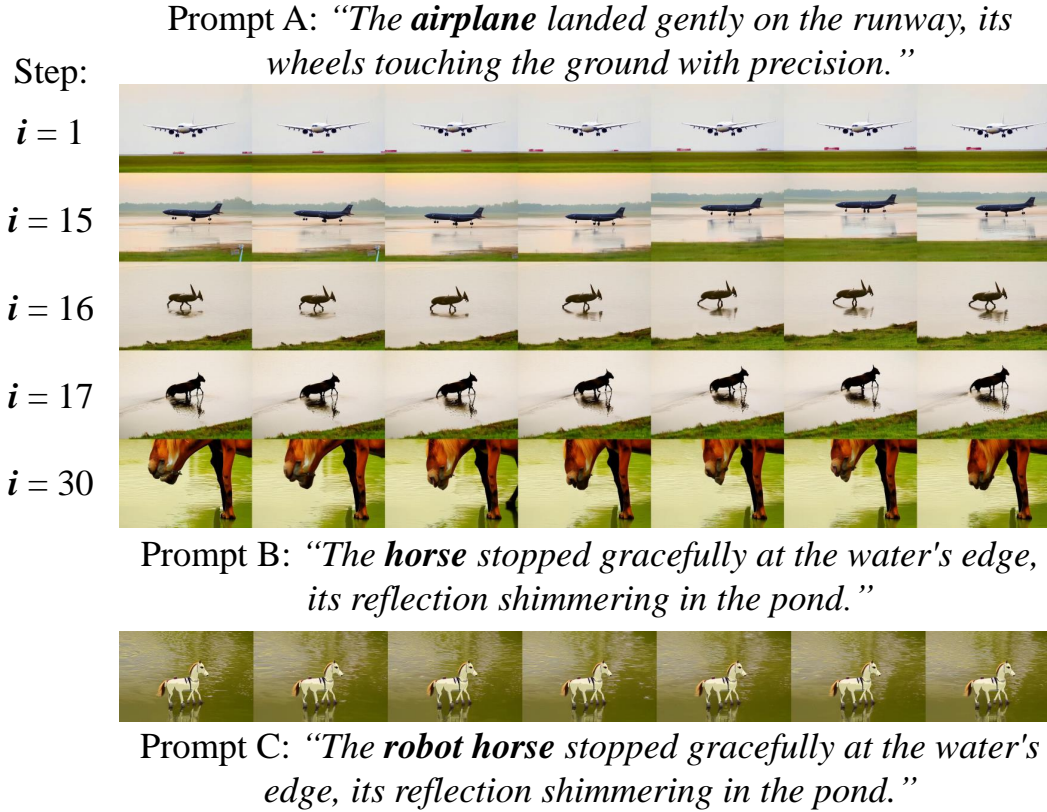 Prompt A: “The airplane landed gently on the runway, its
wheels touching the ground with precision.”
Step:
i = 1
i = 15
i = 16
i = 17
i = 30
Prompt B: “The horse stopped gracefully at the water's edge,
its reflection shimmering in the pond.”
Prompt C: “The robot horse stopped gracefully at the water's
edge, its reflection shimmering in the pond.”